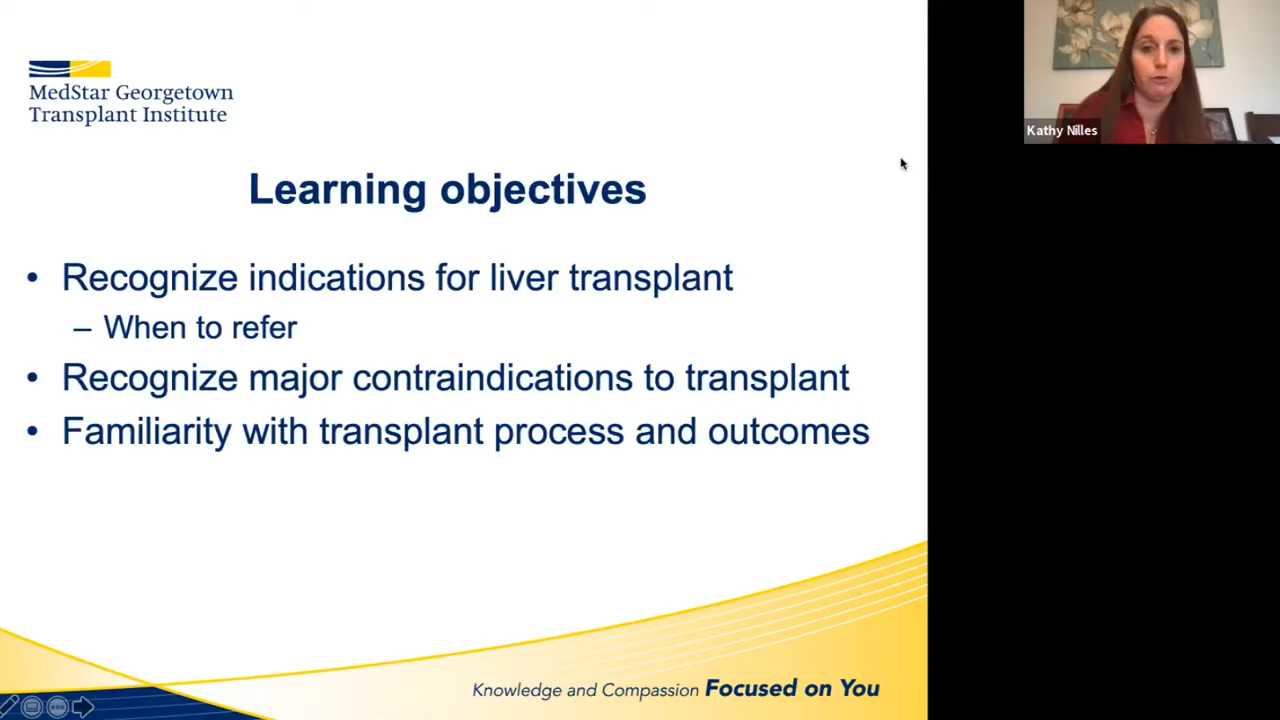 MedStar Georgetown
Transplant Institute
Kathy Nilles
Learning objectives
• Recognize indications for liver transplant
– When to refer
• Recognize major contraindications to transplant
• Familiarity with transplant process and outcomes
Knowledge and Compassion Focused on You